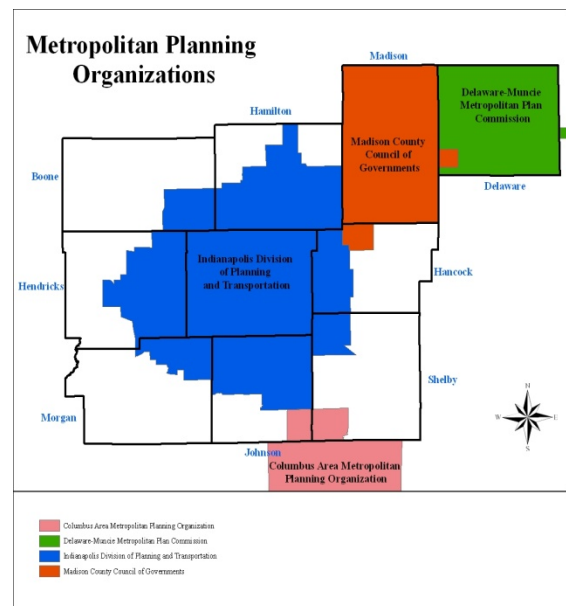 Metropolitan Planning
Organizations
Madison
Hamilton
Delaware-Muncie
Metropolitan Plan
Commission
Madison County
Council of
Governments
Boone
Delaware
Indianapolis Division
of Planning
and Transportation
Hendricks
Hancock
Shelby
Morgan
Johnson
N
W
E
S
Columbus Area Metropolitan
Planning Organization
Columbus Area Metropolitan Planning Organization
Delaware-Muncie Metropolitan Plan Commission
Indianapolis Division of Planning and Transportation
Madison County Council of Governments